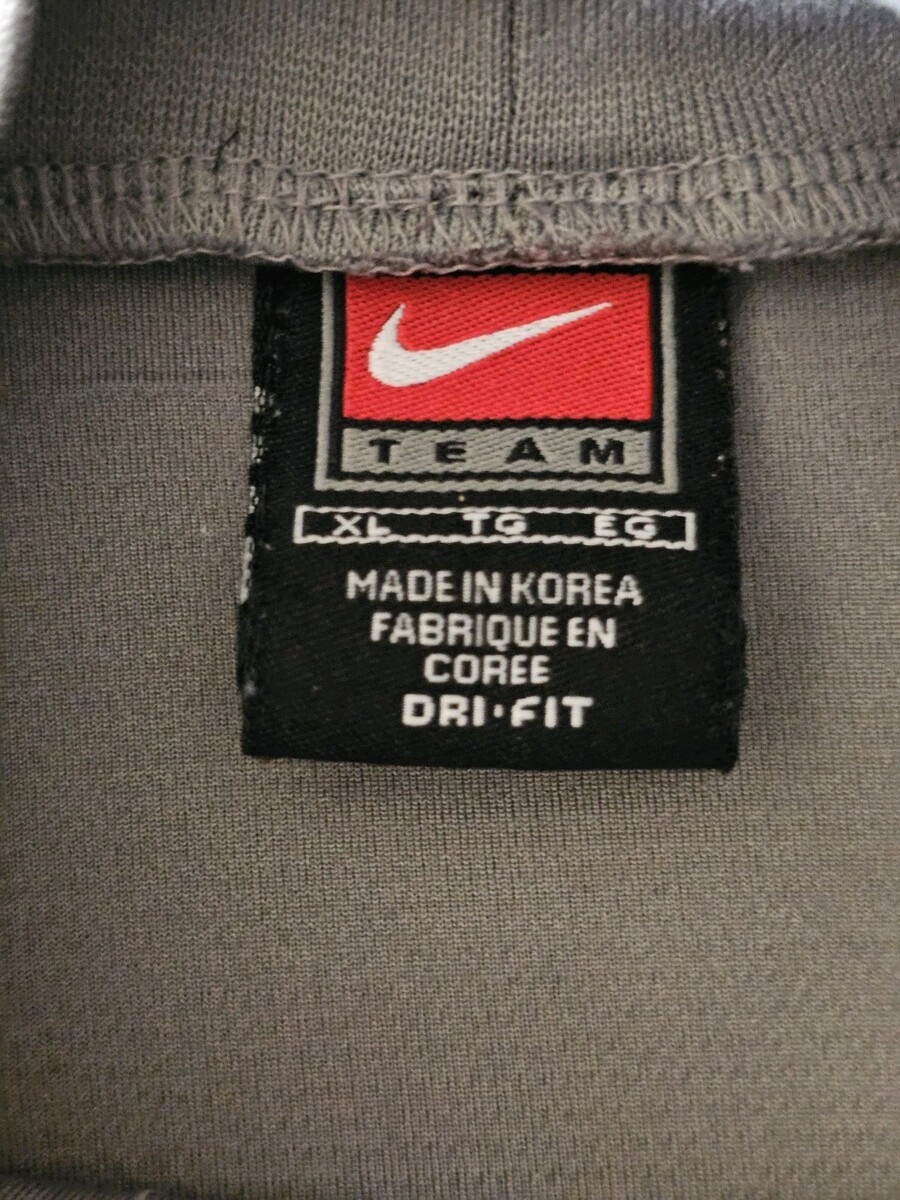 TEAM
XL TG EG
MADE IN KOREA
FABRIQUE EN
COREE
DRI•FIT